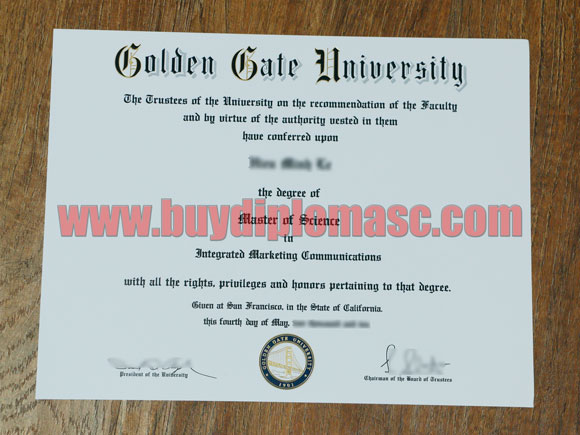 Golden Gate University
The Trustees of the University on the recommendation of the Faculty
and by virtue of the authority vested in them
have conferred upon
the degree of
www.buydiplomasc.com
Master of Science
in
Integrated Marketing Communications
with all the rights, privileges and honors pertaining to that degree.
Given at San Francisco, in the State of California.
this fourth day of May,
President of the University
GOLDEN GATE UNIVERSITY
1901
Chairman of the Board of Trustees